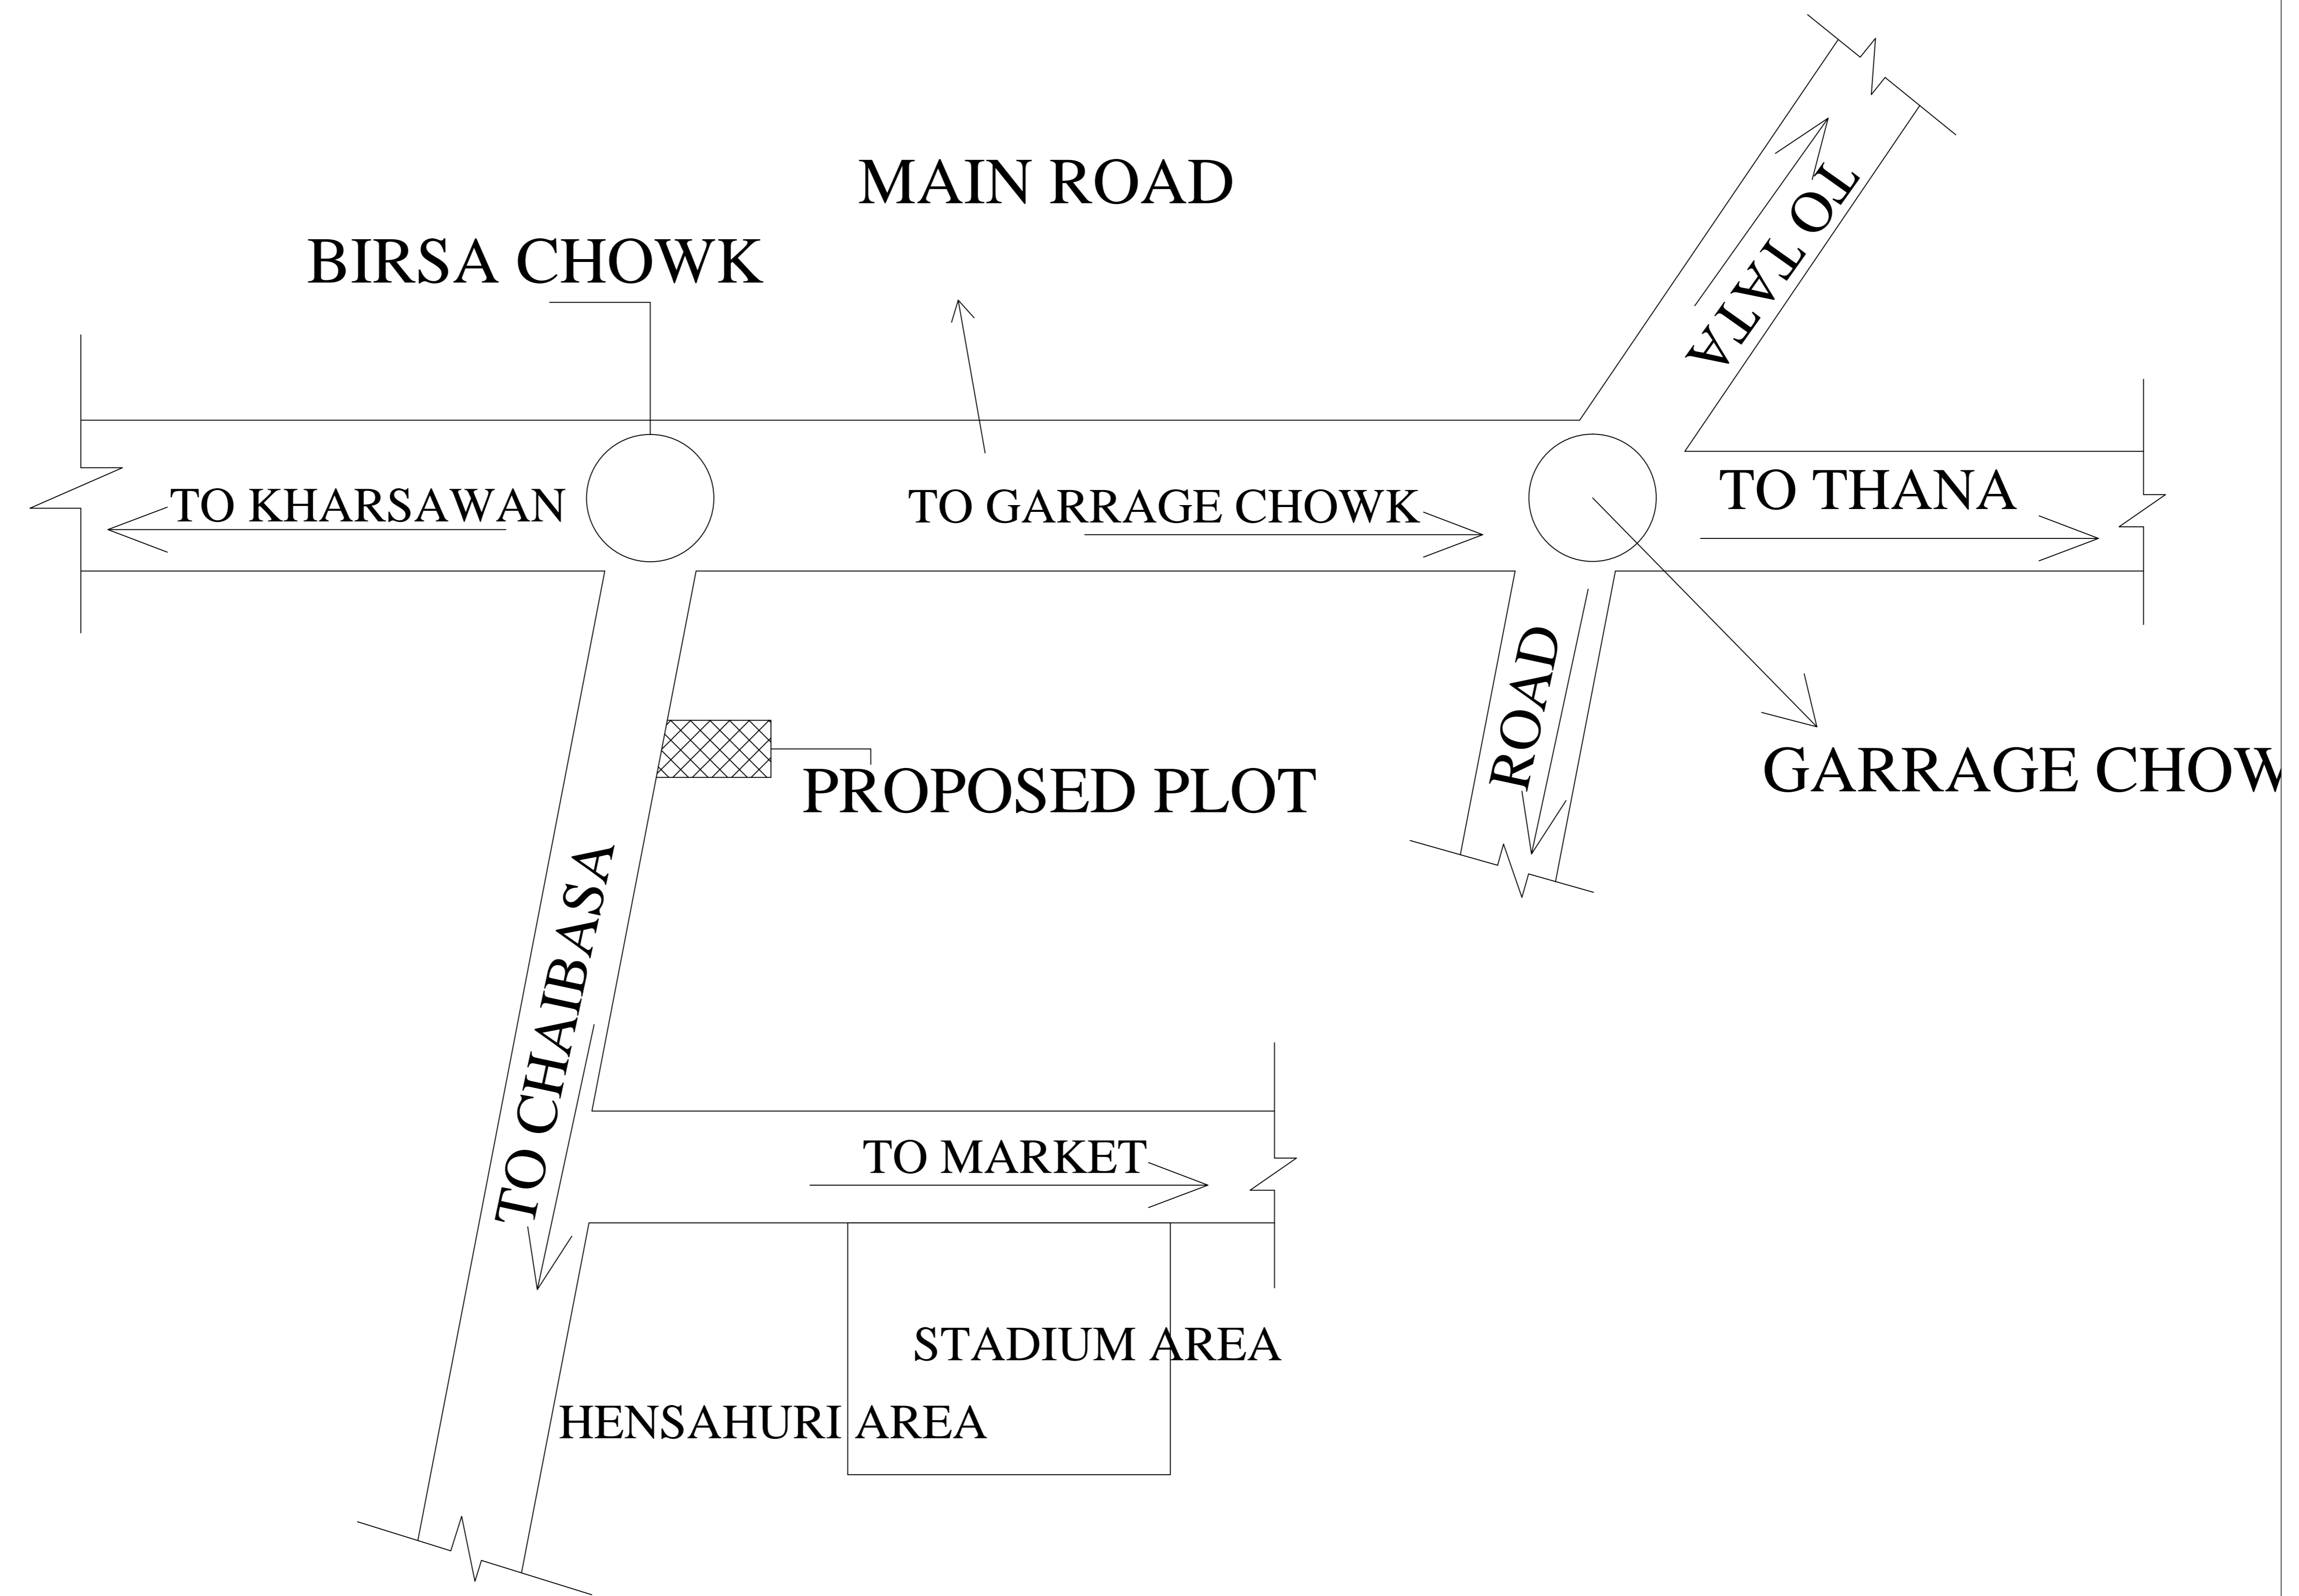 MAIN ROAD
BIRSA CHOWK
TO TATA
TO KHARSAWAN
TO GARRAGE CHOWK
TO THANA
ROAD
PROPOSED PLOT
GARRAGE CHOW
TO CHAIBASA
TO MARKET
STADIUM AREA
HENSAHURI AREA